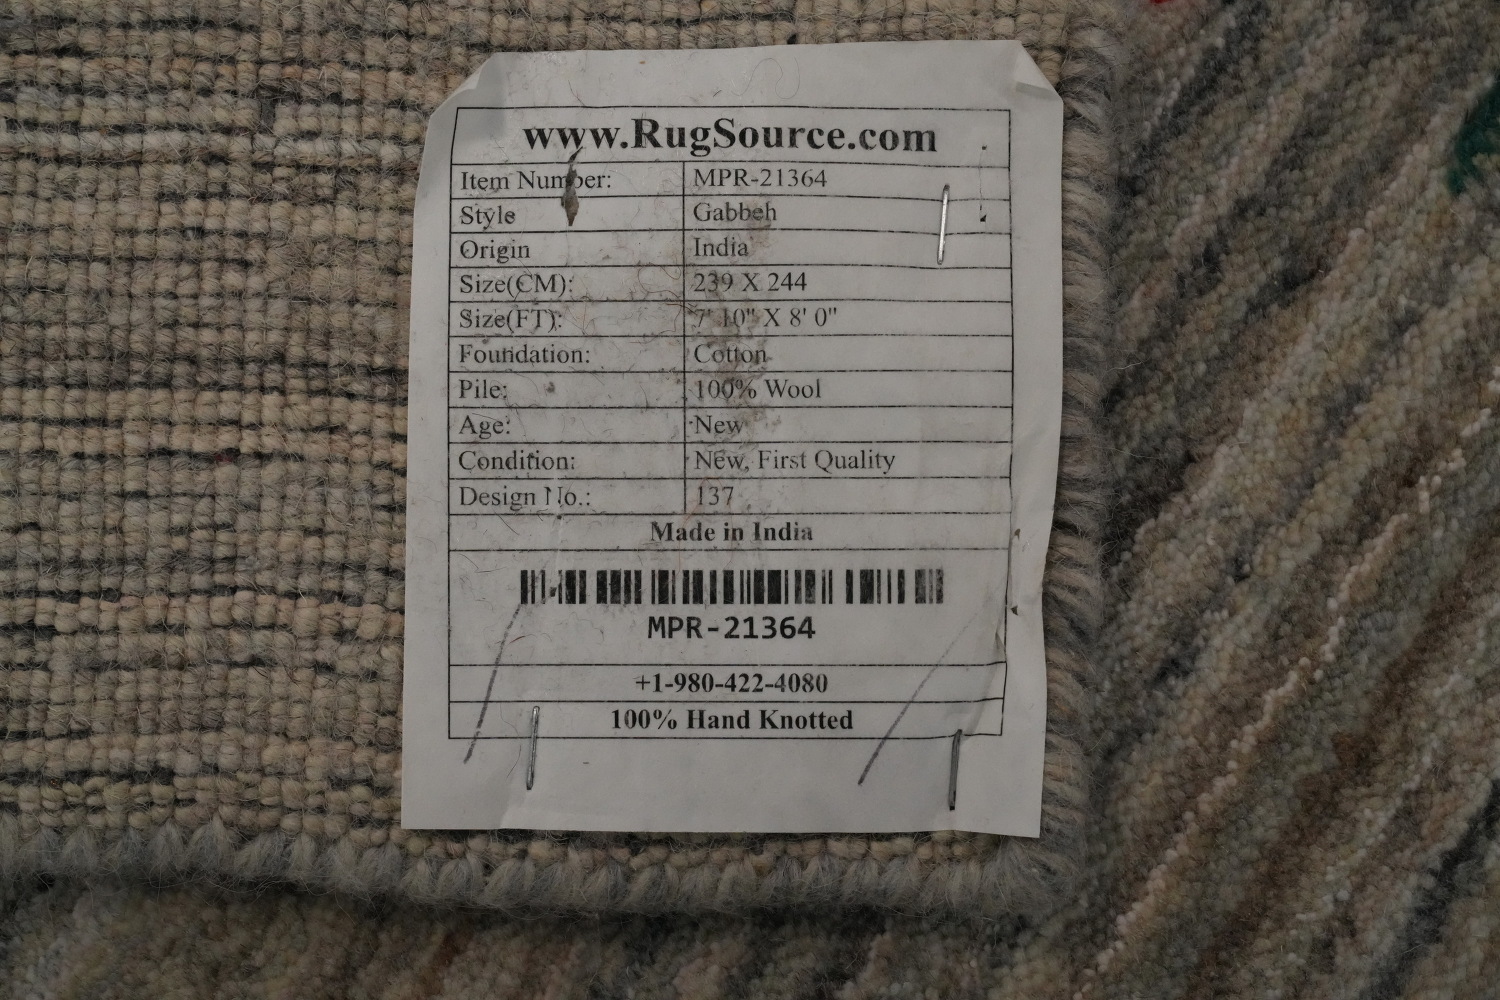 www.RugSource.com
Item Number: MPR-21364
Style Gabbeh
Origin India
Size(CM): 239 X 244
Size(FT): 7' 10" X 8' 0"
Foundation: Cotton
Pile: 100% Wool
Age: New
Condition: New, First Quality
Design No.: 137
Made in India
MPR-21364
+1-980-422-4080
100% Hand Knotted